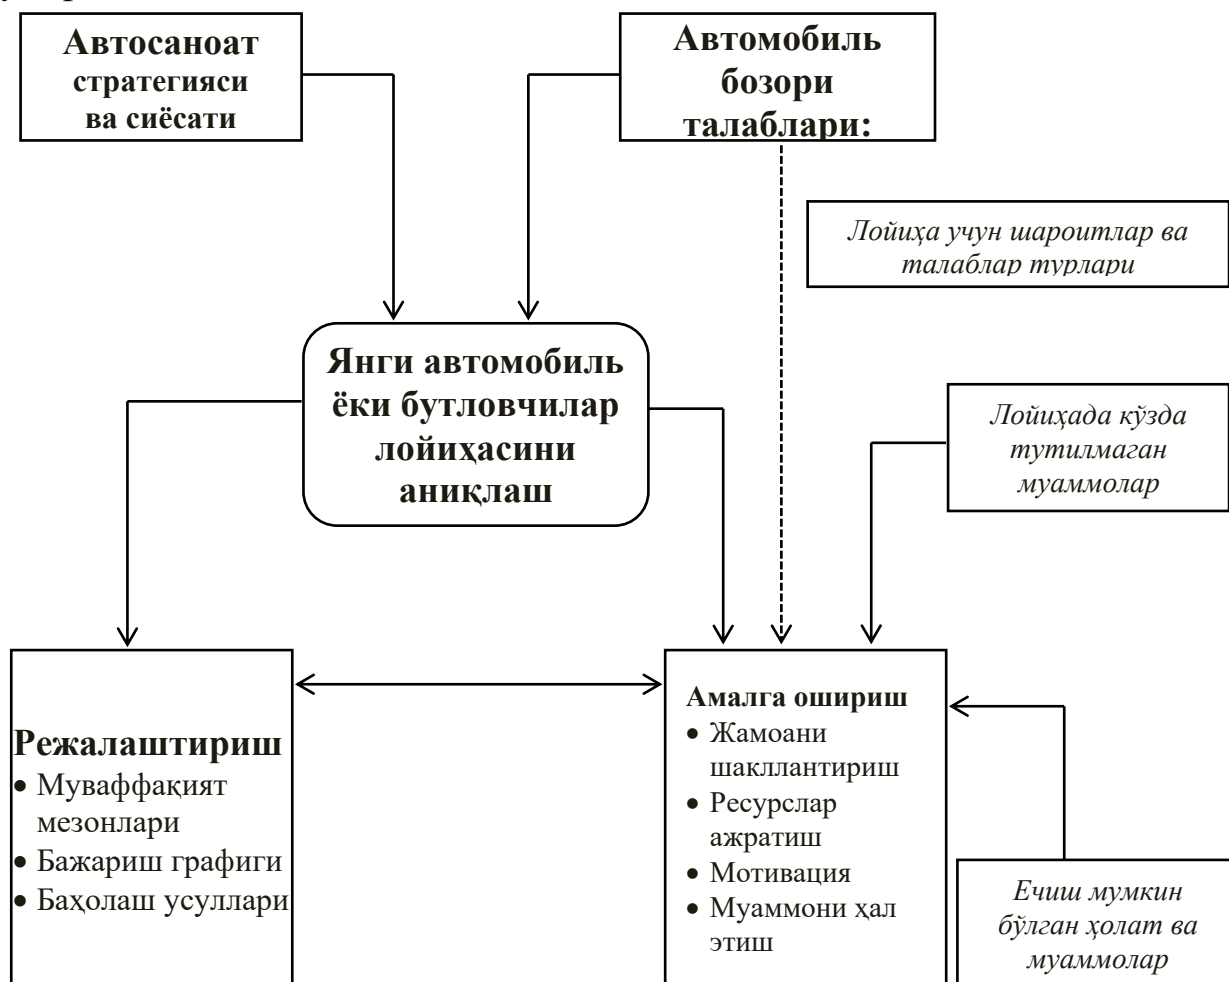 Автосаноат
стратегияси
ва сиёсати
Автомобиль
бозори
талаблари:
Лойиҳа учун шароитлар ва
талаблар турлари
Янги автомобиль
ёки бутловчилар
лойиҳасини
аниқлаш
Лойиҳада кўзда
тутилмаган
муаммолар
Режалаштириш
• Муваффақият
мезонлари
• Бажариш графиги
• Баҳолаш усуллари
Амалга ошириш
• Жамоани
шакллантириш
• Ресурслар
ажратиш
• Мотивация
• Муаммони ҳал
этиш
Ечиш мумкин
бўлган ҳолат ва
муаммолар